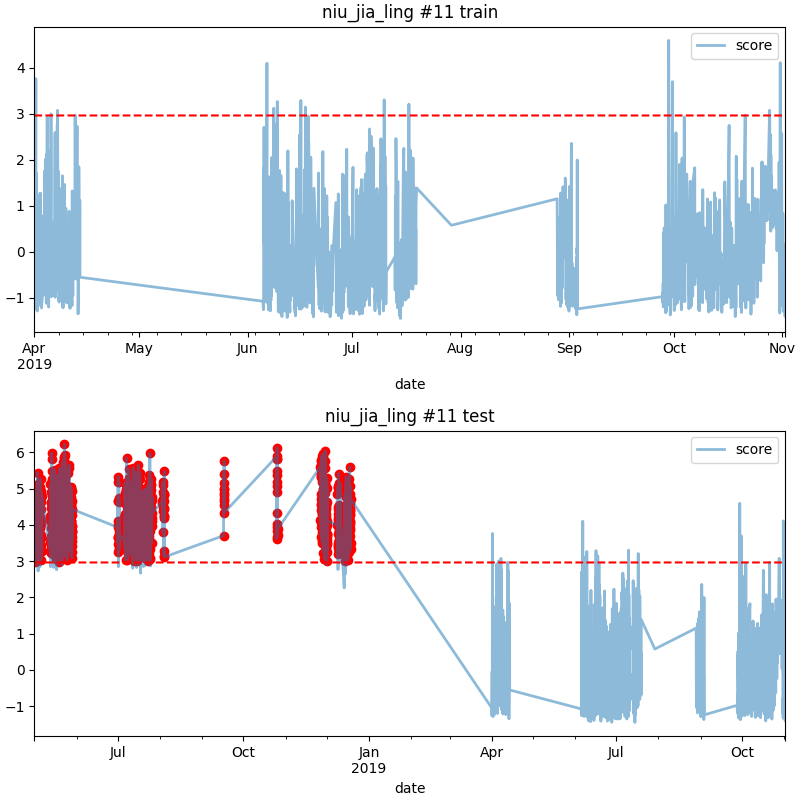 niu_jia_ling #11 train
score
4
3
2
1
0
−1
Apr May Jun Jul Aug Sep Oct Nov
2019
date
niu_jia_ling #11 test
score
6
5
4
3
2
1
0
−1
Jul Oct Jan Apr Jul Oct
2019
date